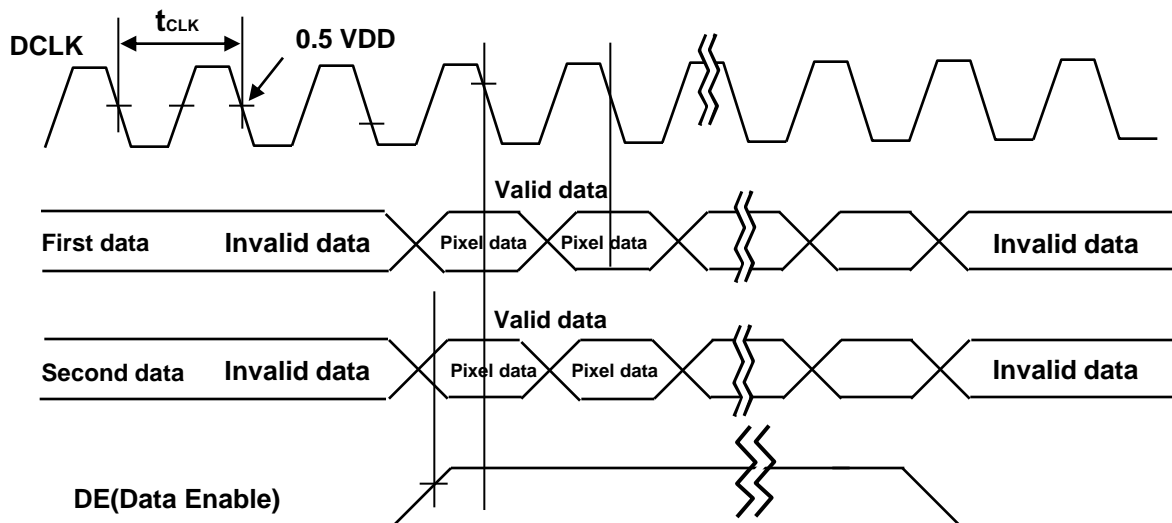 tCLK
0.5 VDD
DCLK
Valid data
First data Invalid data Pixel data Pixel data Invalid data
Valid data
Second data Invalid data Pixel data Pixel data Invalid data
DE(Data Enable)